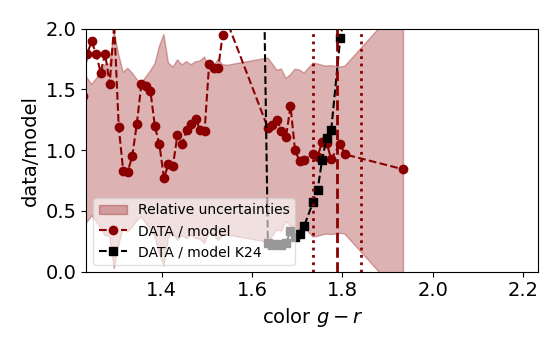 2.0
1.5
1.0
0.5
0.0
data/model
Relative uncertainties
DATA / model
DATA / model K24
1.4 1.6 1.8 2.0 2.2
color g − r